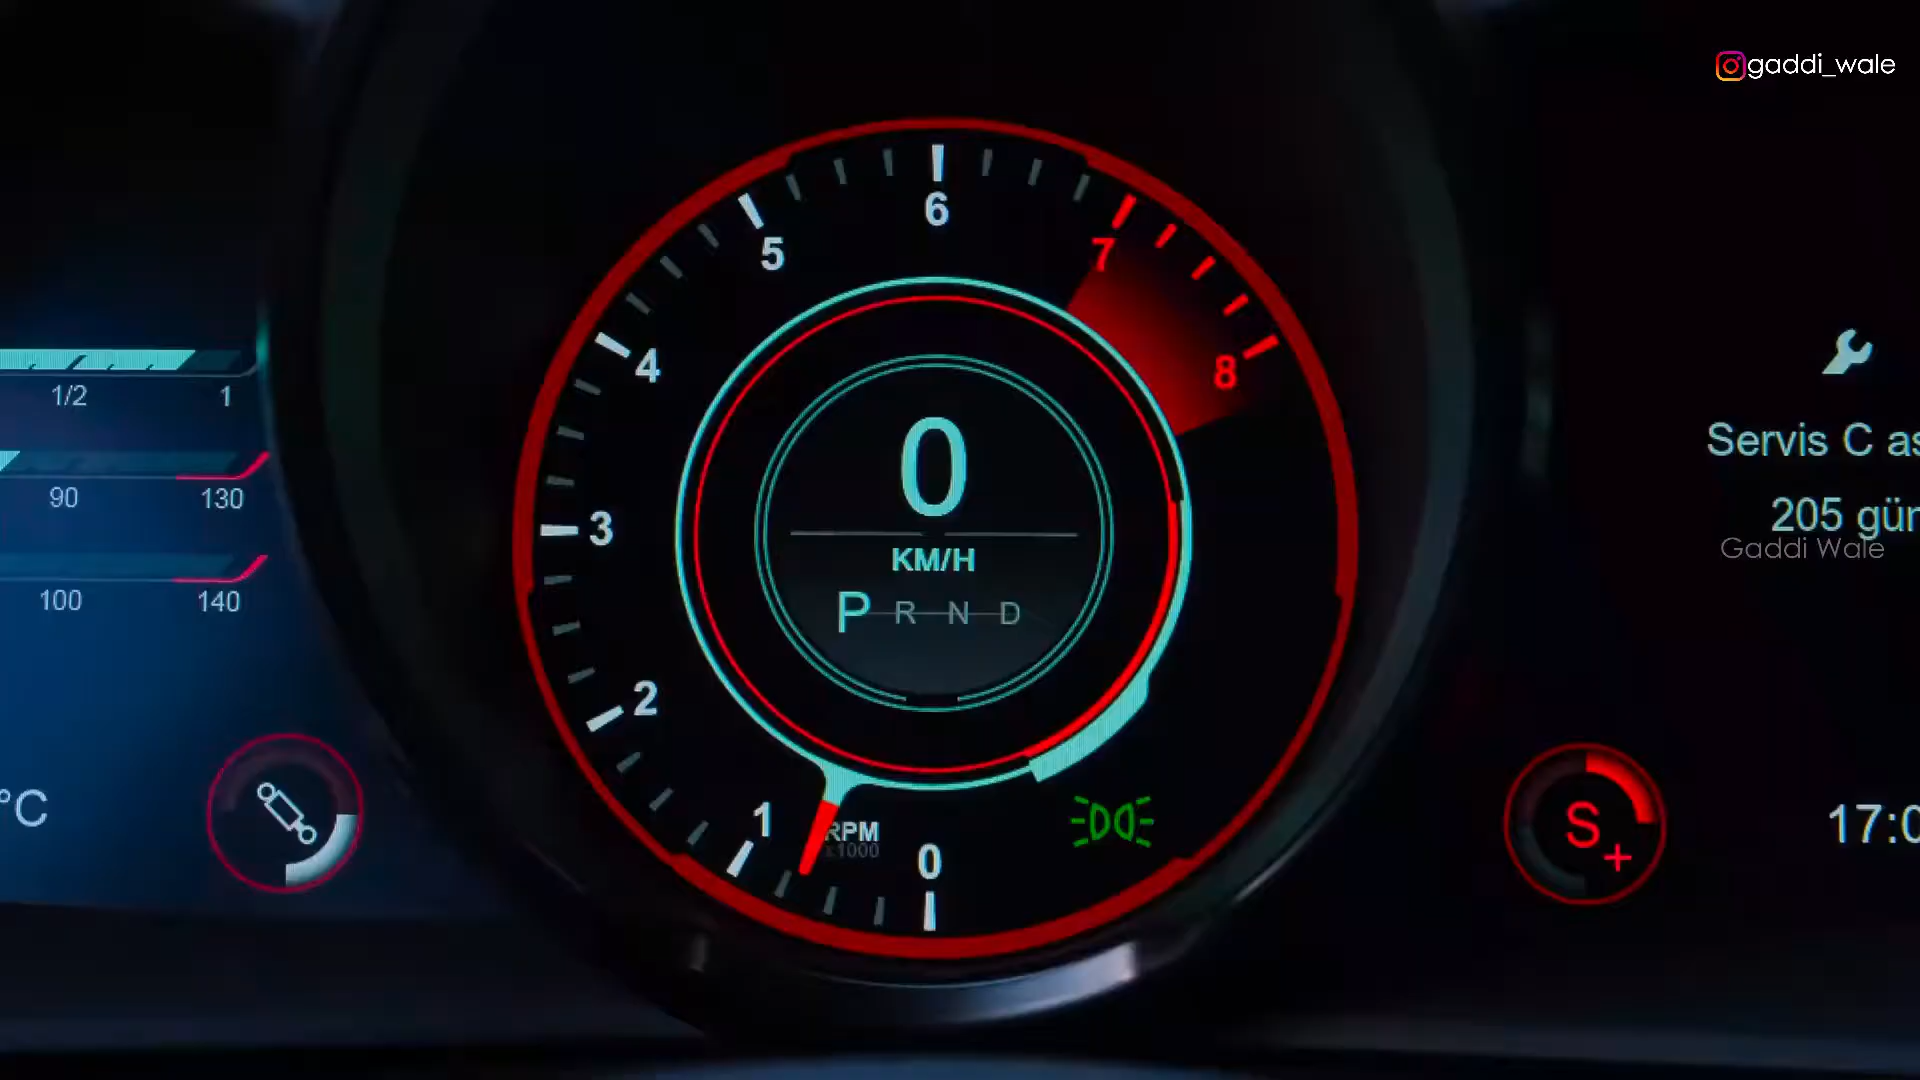 gaddi_wale
6
5
7
4
8
1/2 1
0
Servis C as
90 130
3
205 gün
Gaddi Wale
KM/H
100 140
P R N D
2
°C
1
RPM
x1000
0
S+
17:0